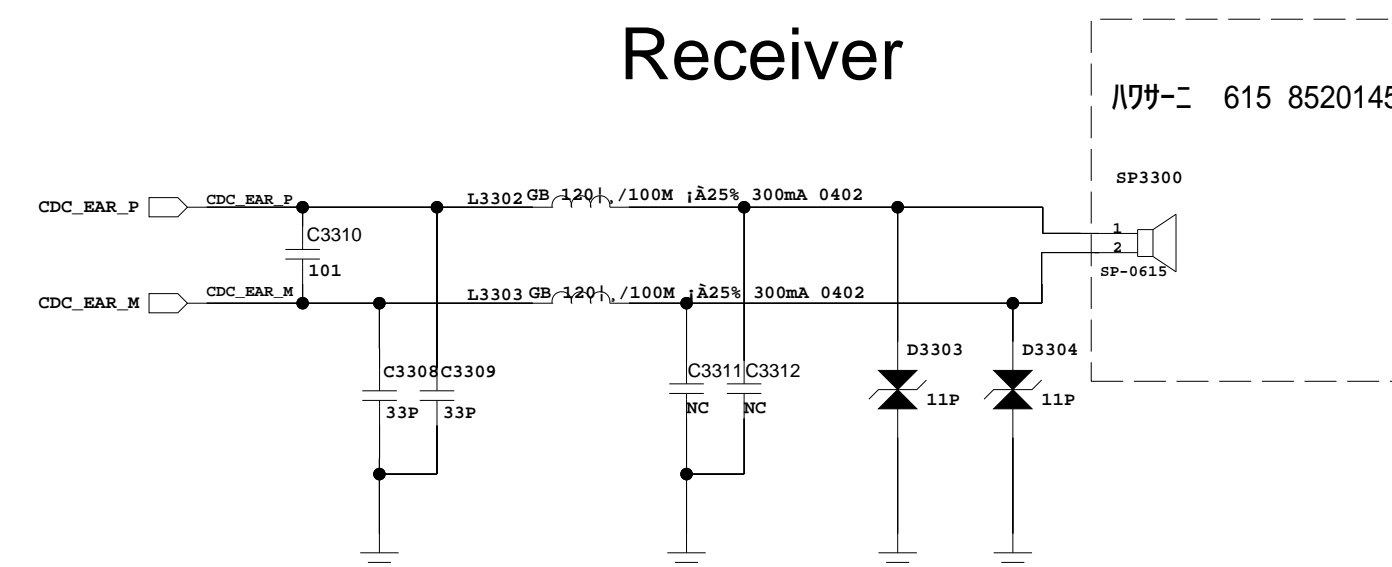 Receiver
ハワサーニ 615 8520145
SP3300
CDC_EAR_P CDC_EAR_P L3302 GB 120¦¸/100M ¡À25% 300mA 0402
C3310
101
1
2
SP-0615
CDC_EAR_M CDC_EAR_M L3303 GB 120¦¸/100M ¡À25% 300mA 0402
D3303 D3304
C3308 C3309 C3311 C3312
11P 11P
33P 33P NC NC